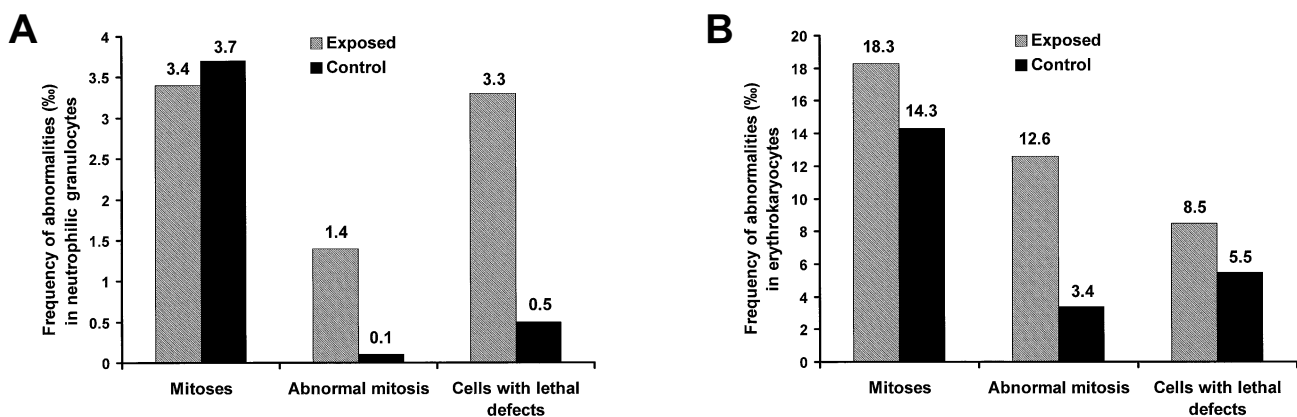 A
Frequency of abnormalities (‰)
in neutrophilic granulocytes
4
3.5
3
2.5
2
1.5
1
0.5
0
Exposed
Control
3.4
3.7
1.4
0.1
3.3
0.5
Mitoses
Abnormal mitosis
Cells with lethal
defects
B
Frequency of abnormalities (‰)
in erythrokaryocytes
20
18
16
14
12
10
8
6
4
2
0
Exposed
Control
18.3
14.3
12.6
3.4
8.5
5.5
Mitoses
Abnormal mitosis
Cells with lethal
defects